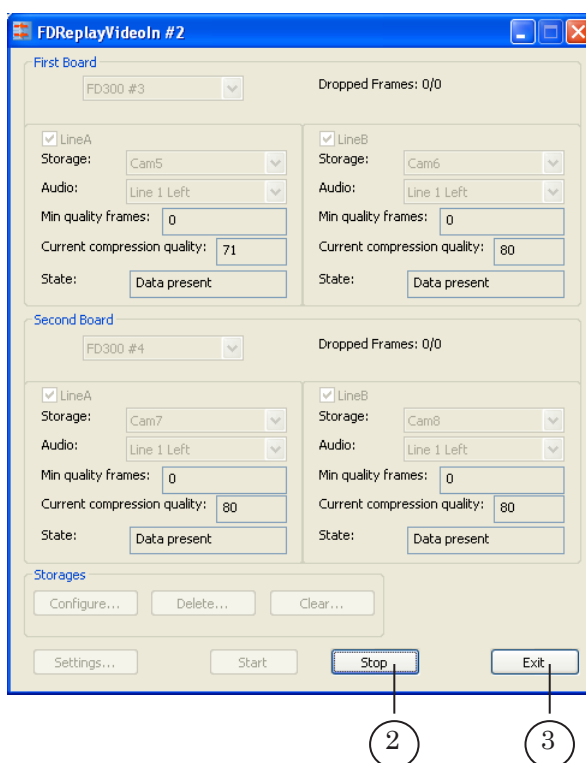 FDReplayVideoIn #2
First Board
FD300 #3
Dropped Frames: 0/0
LineA
Storage: Cam5
Audio: Line 1 Left
Min quality frames: 0
Current compression quality: 71
State: Data present
LineB
Storage: Cam6
Audio: Line 1 Left
Min quality frames: 0
Current compression quality: 80
State: Data present
Second Board
FD300 #4
Dropped Frames: 0/0
LineA
Storage: Cam7
Audio: Line 1 Left
Min quality frames: 0
Current compression quality: 80
State: Data present
LineB
Storage: Cam8
Audio: Line 1 Left
Min quality frames: 0
Current compression quality: 80
State: Data present
Storages
Configure... Delete... Clear...
Settings... Start Stop Exit
2 3